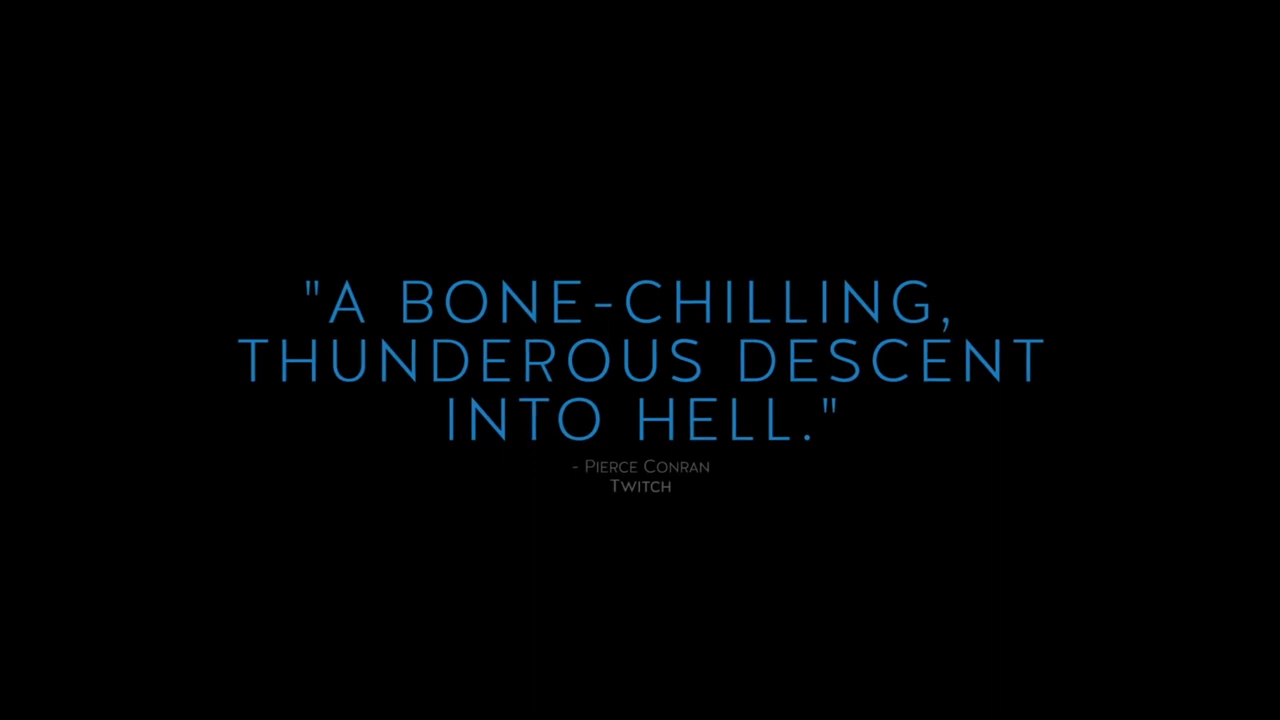 "A BONE-CHILLING,
THUNDEROUS DESCENT
INTO HELL."
- PIERCE CONRAN
TWITCH